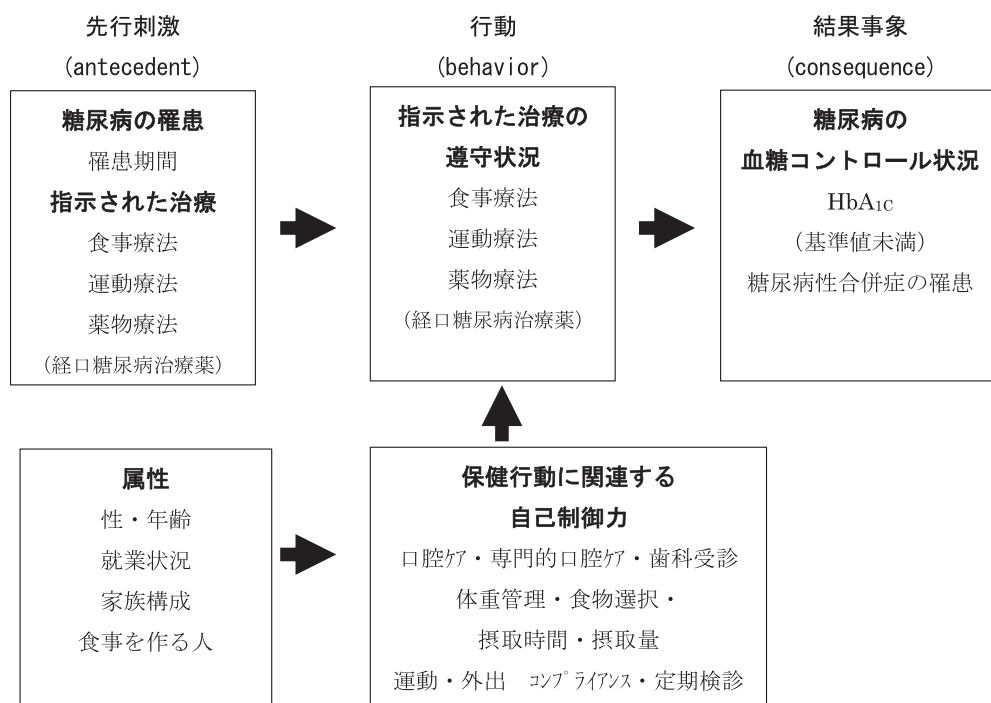 先行刺激
(antecedent)
糖尿病の罹患
罹患期間
指示された治療
食事療法
運動療法
薬物療法
(経口糖尿病治療薬)
行動
(behavior)
指示された治療の
遵守状況
食事療法
運動療法
薬物療法
(経口糖尿病治療薬)
結果事象
(consequence)
糖尿病の
血糖コントロール状況
HbA1C
(基準値未満)
糖尿病性合併症の罹患
属性
性・年齢
就業状況
家族構成
食事を作る人
保健行動に関連する
自己制御力
口腔ｹｱ・専門的口腔ｹｱ・歯科受診
体重管理・食物選択・
摂取時間・摂取量
運動・外出　ｺﾝﾌﾟﾗｲｱﾝｽ・定期検診